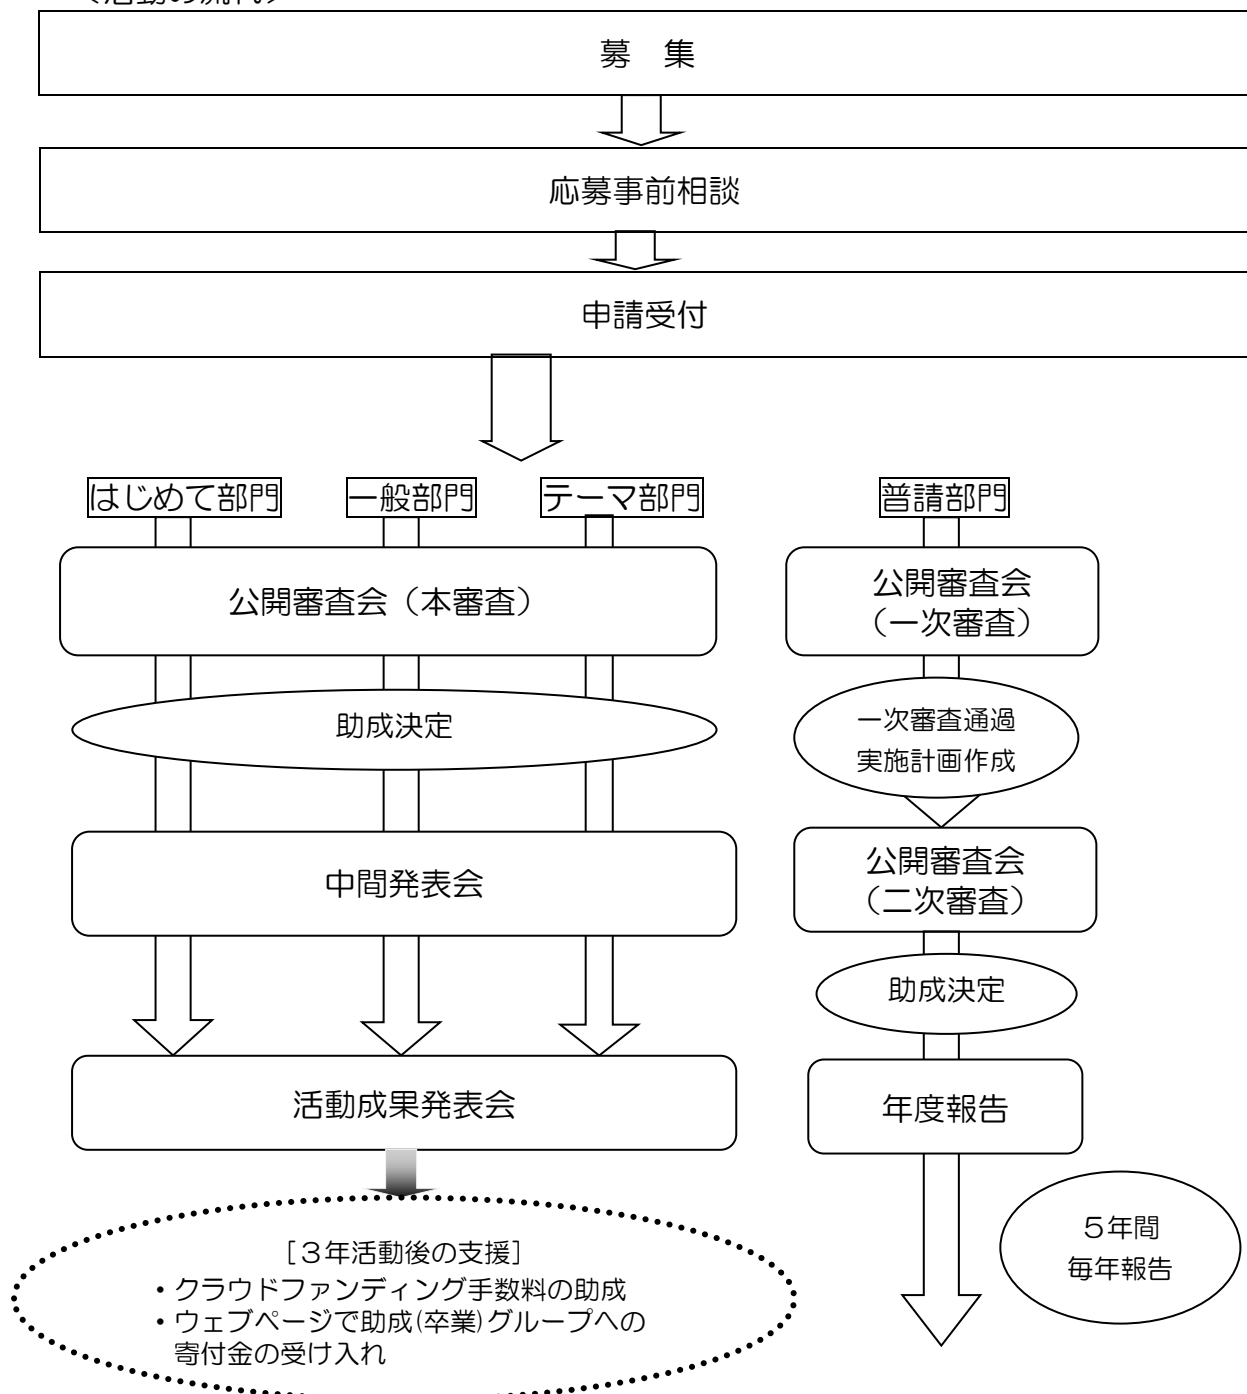 募　集
応募事前相談
申請受付
はじめて部門
一般部門
テーマ部門
普請部門
公開審査会（本審査）
公開審査会
（一次審査）
助成決定
一次審査通過
実施計画作成
中間発表会
公開審査会
（二次審査）
助成決定
活動成果発表会
年度報告
５年間
毎年報告
［３年活動後の支援］
・クラウドファンディング手数料の助成
・ウェブページで助成(卒業)グループへの
寄付金の受け入れ